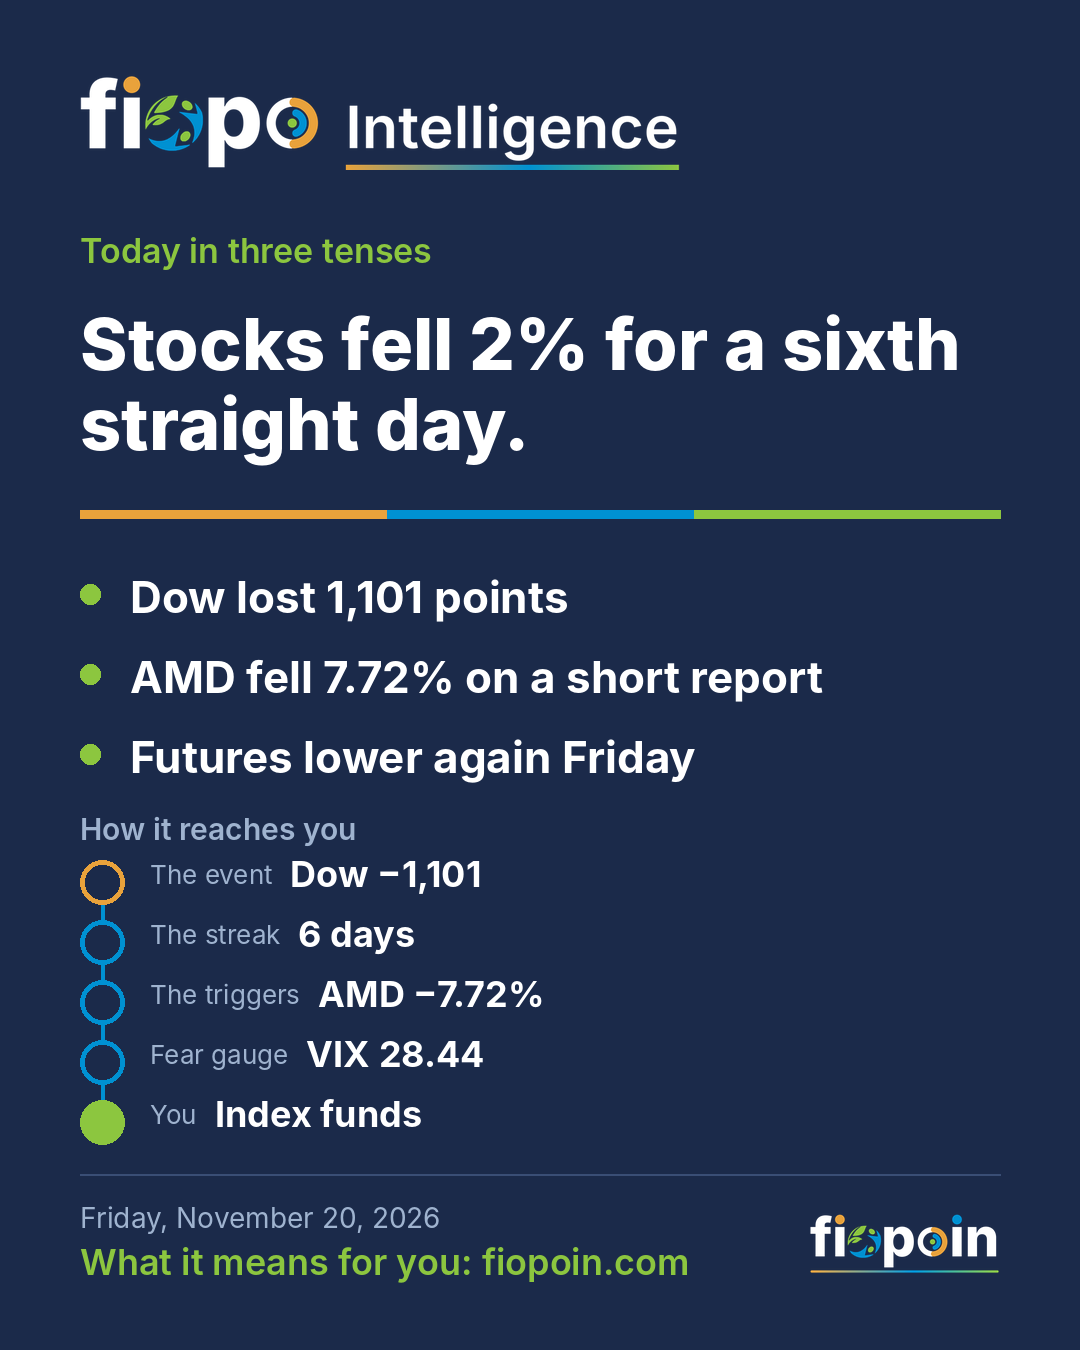 fiopo Intelligence
Today in three tenses
Stocks fell 2% for a sixth
straight day.
Dow lost 1,101 points
AMD fell 7.72% on a short report
Futures lower again Friday
How it reaches you
The event Dow −1,101
The streak 6 days
The triggers AMD −7.72%
Fear gauge VIX 28.44
You Index funds
Friday, November 20, 2026
What it means for you: fiopoin.com
fiopoin